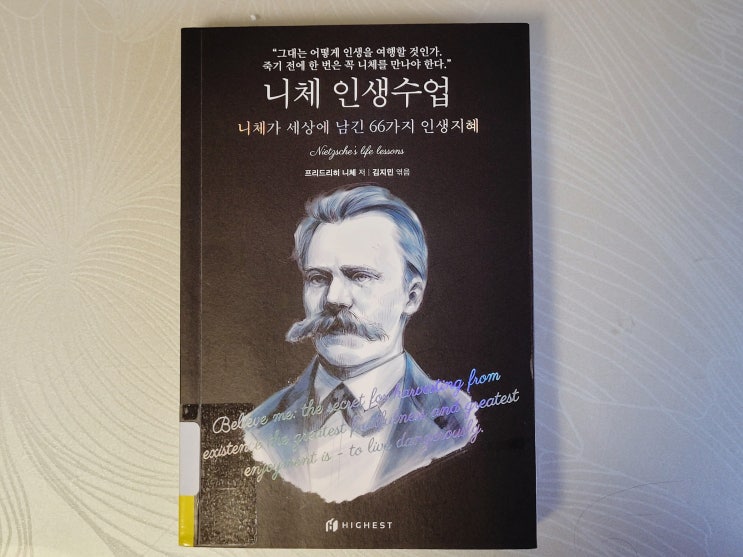 “그대는 어떻게 인생을 여행할 것인가.
죽기 전에 한 번은 꼭 니체를 만나야 한다.”
니체 인생수업
니체가 세상에 남긴 66가지 인생지혜
Nietzsche's life lessons
프리드리히 니체 저 | 김지민 엮음
Believe me: the secret for harvesting from
existence the greatest fruitfulness and greatest
enjoyment is - to live dangerously.
HIGHEST